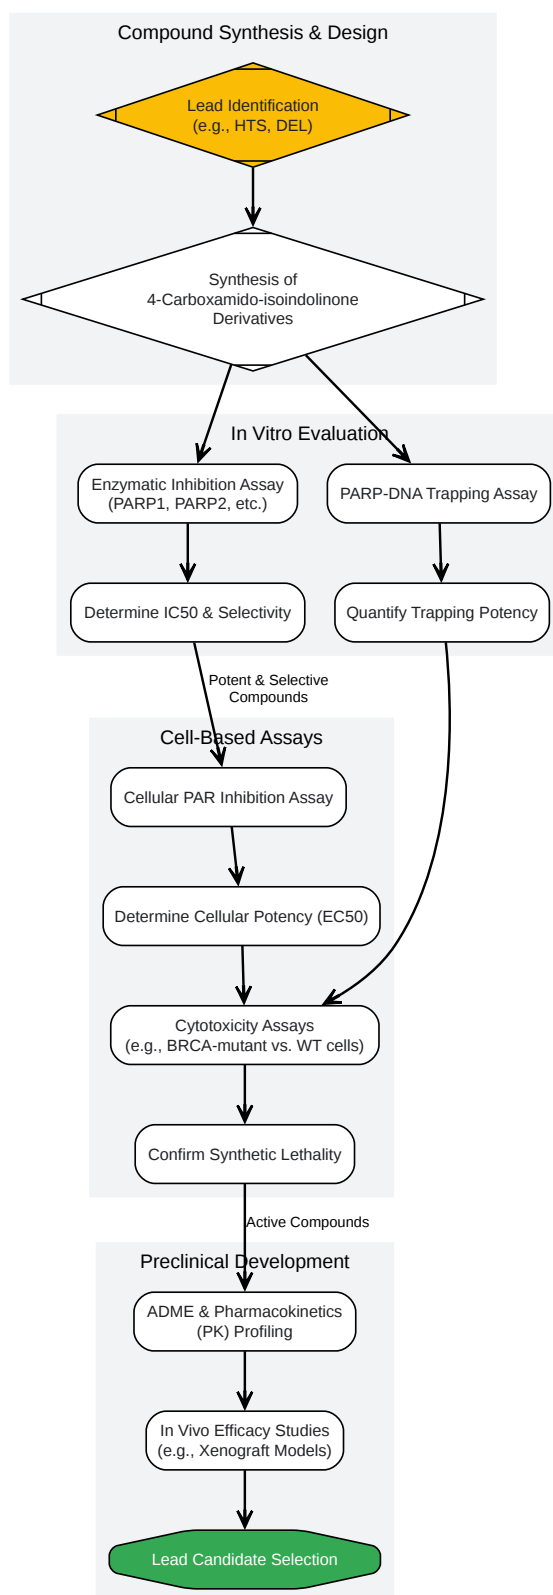 Compound Synthesis & Design
Lead Identification
(e.g., HTS, DEL)
Synthesis of
4-Carboxamido-isoindolinone
Derivatives
In Vitro Evaluation
Enzymatic Inhibition Assay
(PARP1, PARP2, etc.)
PARP-DNA Trapping Assay
Determine IC50 & Selectivity
Quantify Trapping Potency
Potent & Selective
Compounds
Cell-Based Assays
Cellular PAR Inhibition Assay
Determine Cellular Potency (EC50)
Cytotoxicity Assays
(e.g., BRCA-mutant vs. WT cells)
Confirm Synthetic Lethality
Active Compounds
Preclinical Development
ADME & Pharmacokinetics
(PK) Profiling
In Vivo Efficacy Studies
(e.g., Xenograft Models)
Lead Candidate Selection